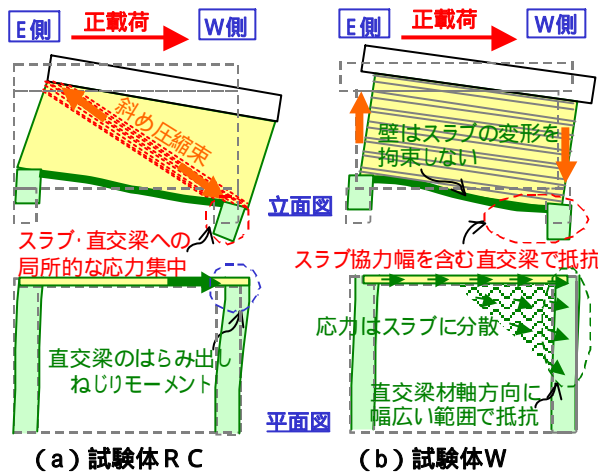 E側
正載荷
W側
斜め圧縮束
スラブ・直交梁への
局所的な応力集中
直交梁のはらみ出し
ねじりモーメント
(a)試験体RC
立面図
平面図
E側
正載荷
W側
壁はスラブの変形を
拘束しない
スラブ協力幅を含む直交梁で抵抗
応力はスラブに分散
直交梁材軸方向に
幅広い範囲で抵抗
(b)試験体W